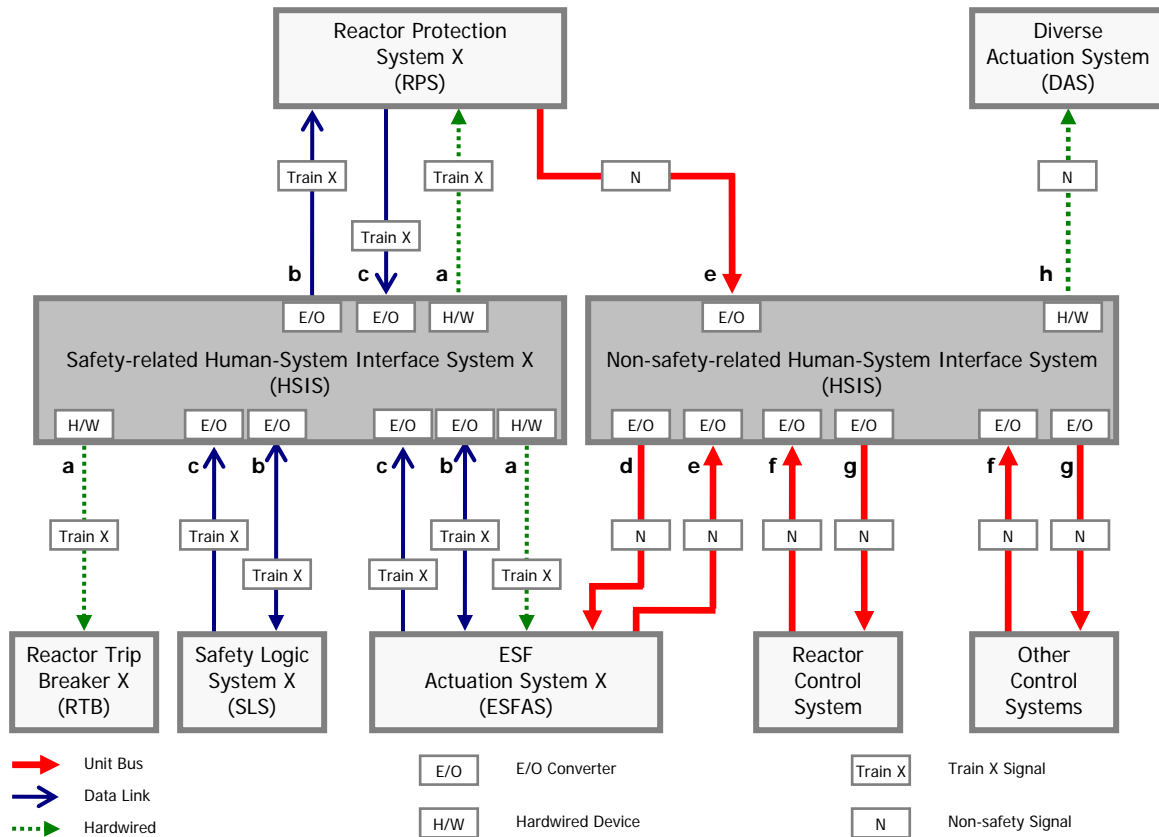 Reactor Protection
System X
(RPS)
Diverse
Actuation System
(DAS)
Train X
Train X
N
N
Train X
b
c
a
e
h
E/O
E/O
H/W
E/O
H/W
Safety-related Human-System Interface System X
(HSIS)
Non-safety-related Human-System Interface System
(HSIS)
H/W
E/O
E/O
E/O
E/O
H/W
E/O
E/O
E/O
E/O
E/O
E/O
a
c
b
c
b
a
d
e
f
g
f
g
Train X
Train X
Train X
N
N
N
N
N
N
Train X
Train X
Train X
Reactor Trip
Breaker X
(RTB)
Safety Logic
System X
(SLS)
ESF
Actuation System X
(ESFAS)
Reactor
Control
System
Other
Control
Systems
Unit Bus
Data Link
Hardwired
E/O
E/O Converter
H/W
Hardwired Device
Train X
Train X Signal
N
Non-safety Signal